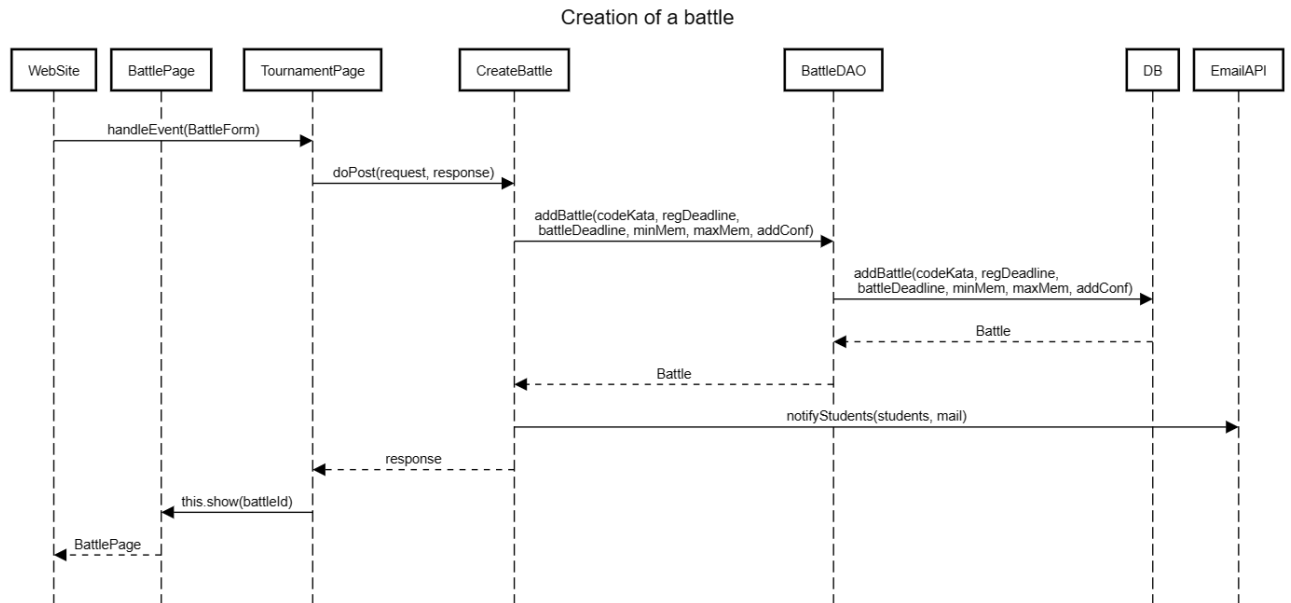 Creation of a battle
WebSite
BattlePage
TournamentPage
CreateBattle
BattleDAO
DB
EmailAPI
handleEvent(BattleForm)
doPost(request, response)
addBattle(codeKata, regDeadline,
battleDeadline, minMem, maxMem, addConf)
addBattle(codeKata, regDeadline,
battleDeadline, minMem, maxMem, addConf)
Battle
Battle
notifyStudents(students, mail)
response
this.show(battleId)
BattlePage